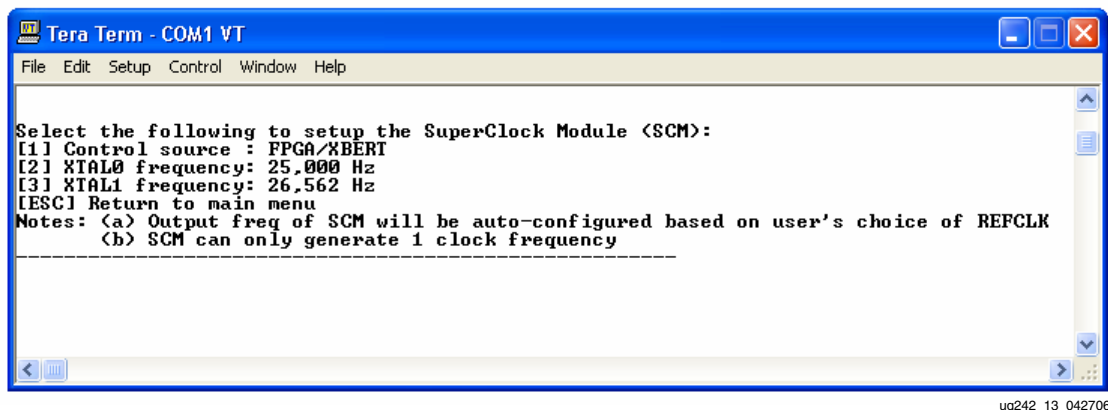 Tera Term - COM1 VT
File Edit Setup Control Window Help
Select the following to setup the SuperClock Module (SCM):
[1] Control source : FPGA/XBERT
[2] XTAL0 frequency: 25,000 Hz
[3] XTAL1 frequency: 26,562 Hz
[ESC] Return to main menu
Notes: (a) Output freq of SCM will be auto-configured based on user's choice of REFCLK
(b) SCM can only generate 1 clock frequency
-------------------------------------------------------
ug242_13_042706